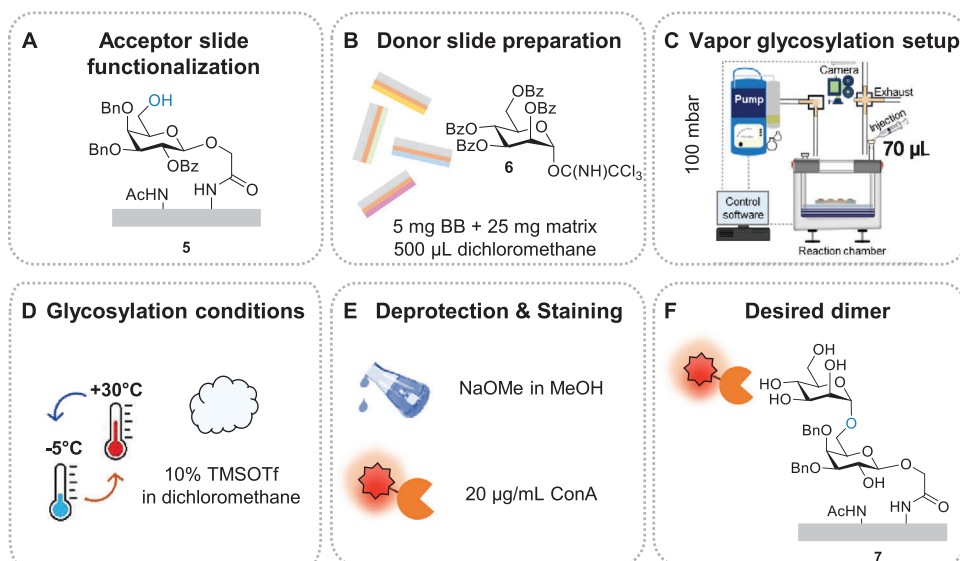 A Acceptor slide
functionalization
OH
BnO
O
BnO
OBz
O
AcHN
HN
O
5
B Donor slide preparation
OBz
OBz
BzO
O
BzO
6
OC(NH)CCl3
5 mg BB + 25 mg matrix
500 µL dichloromethane
C Vapor glycosylation setup
100 mbar
Pump
Camera
Exhaust
Injection
70 µL
Control
software
Reaction chamber
D Glycosylation conditions
+30°C
-5°C
10% TMSOTf
in dichloromethane
E Deprotection & Staining
NaOMe in MeOH
20 µg/mL ConA
F Desired dimer
OH
OH
HO
O
HO
O
BnO
O
BnO
O
OH
AcHN
HN
O
7